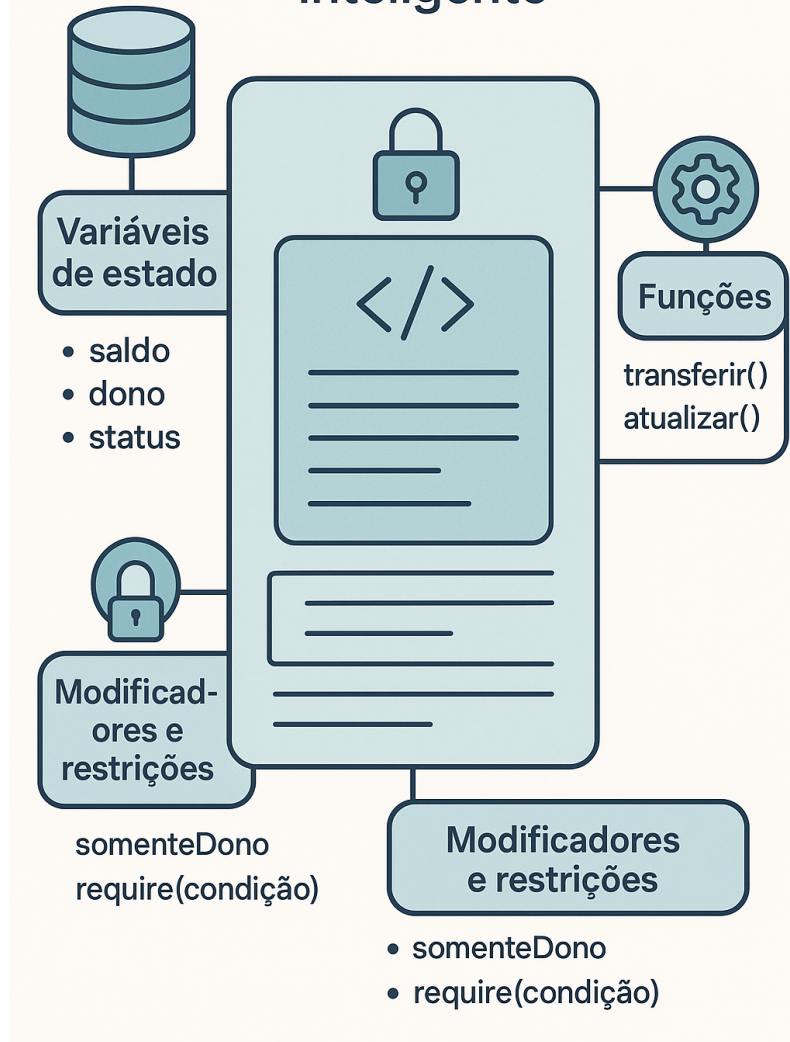 inteligente
Variáveis
de estado
• saldo
• dono
• status
Funções
transferir()
atualizar()
Modificad-
ores e
restrições
somenteDono
require(condição)
Modificadores
e restrições
• somenteDono
• require(condição)